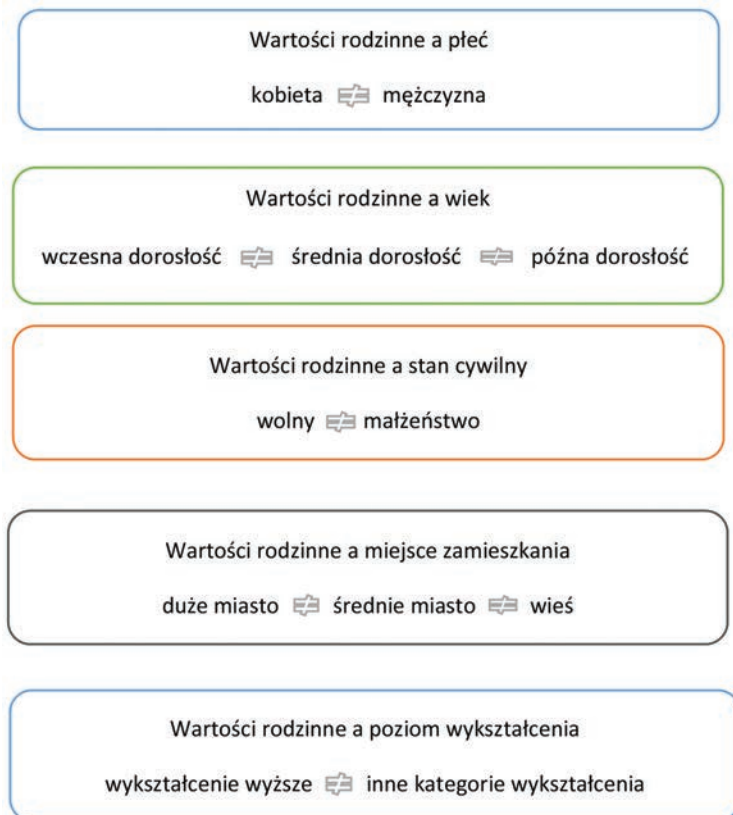 Wartości rodzinne a płeć
kobieta ≠ mężczyzna
Wartości rodzinne a wiek
wczesna dorosłość ≠ średnia dorosłość ≠ późna dorosłość
Wartości rodzinne a stan cywilny
wolny ≠ małżeństwo
Wartości rodzinne a miejsce zamieszkania
duże miasto ≠ średnie miasto ≠ wieś
Wartości rodzinne a poziom wykształcenia
wykształcenie wyższe ≠ inne kategorie wykształcenia